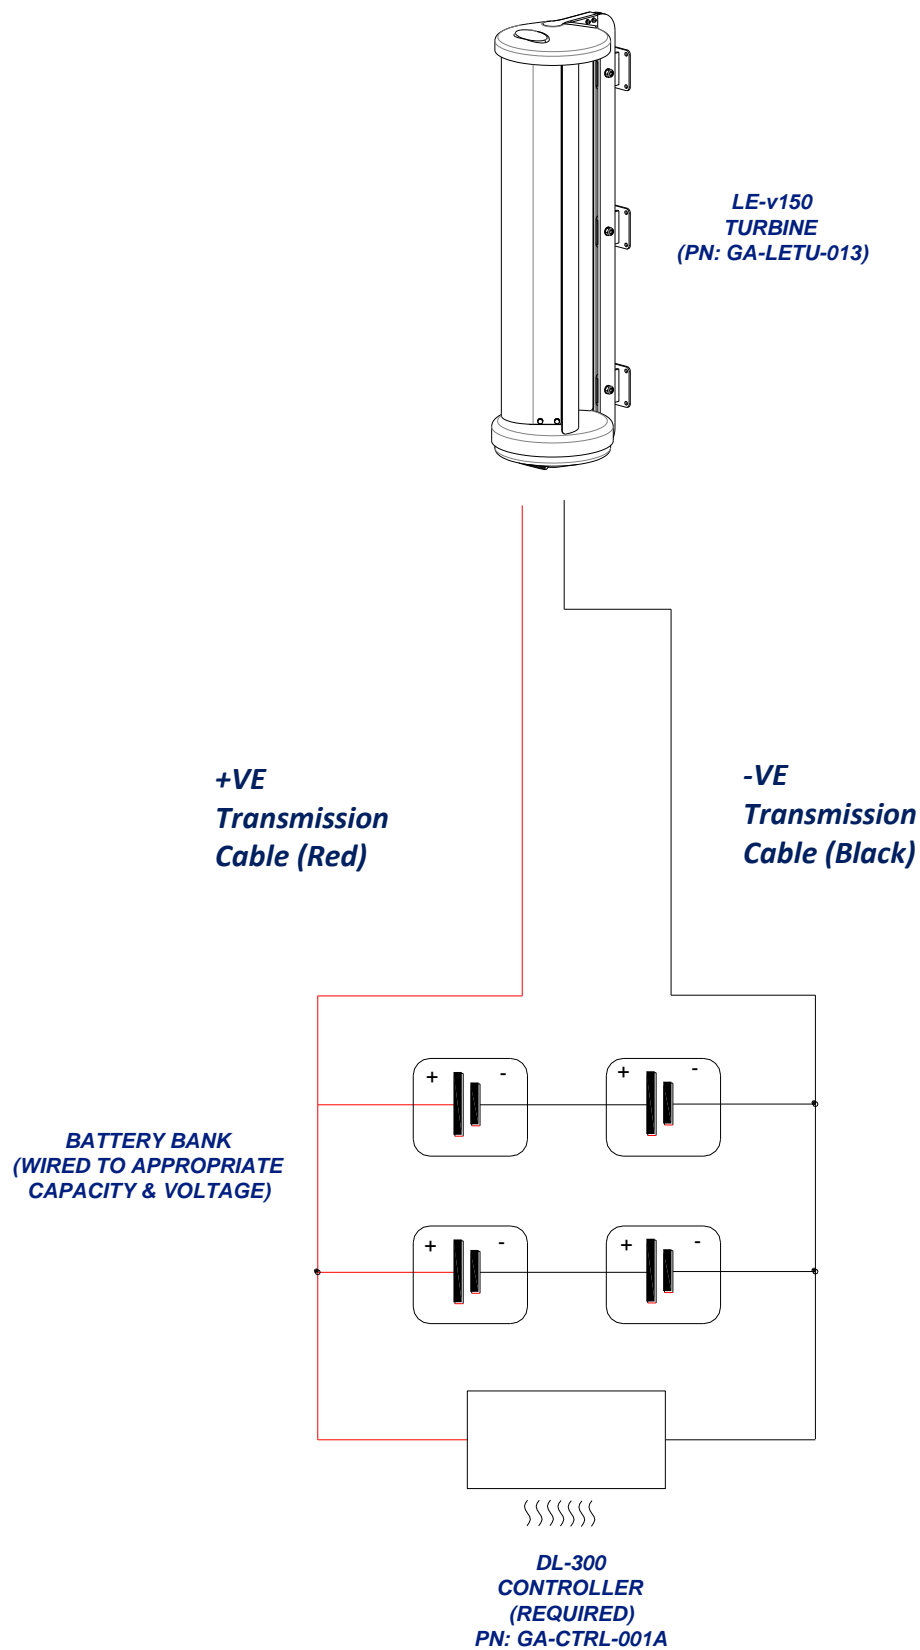 LE-v150
TURBINE
(PN: GA-LETU-013)
+VE
Transmission
Cable (Red)
-VE
Transmission
Cable (Black)
+ -
+ -
BATTERY BANK
(WIRED TO APPROPRIATE
CAPACITY & VOLTAGE)
+ -
+ -
DL-300
CONTROLLER
(REQUIRED)
PN: GA-CTRL-001A